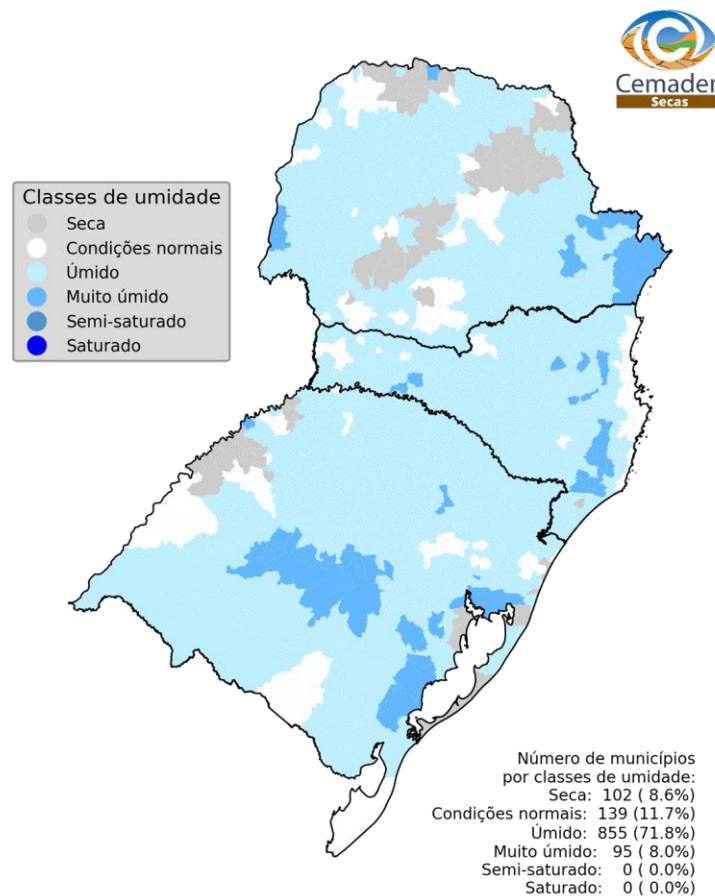 Cemaden
Secas
Classes de umidade
Seca
Condições normais
Úmido
Muito úmido
Semi-saturado
Saturado
Número de municípios
por classes de umidade:
Seca: 102 ( 8.6%)
Condições normais: 139 (11.7%)
Úmido: 855 (71.8%)
Muito úmido: 95 ( 8.0%)
Semi-saturado: 0 ( 0.0%)
Saturado: 0 ( 0.0%)